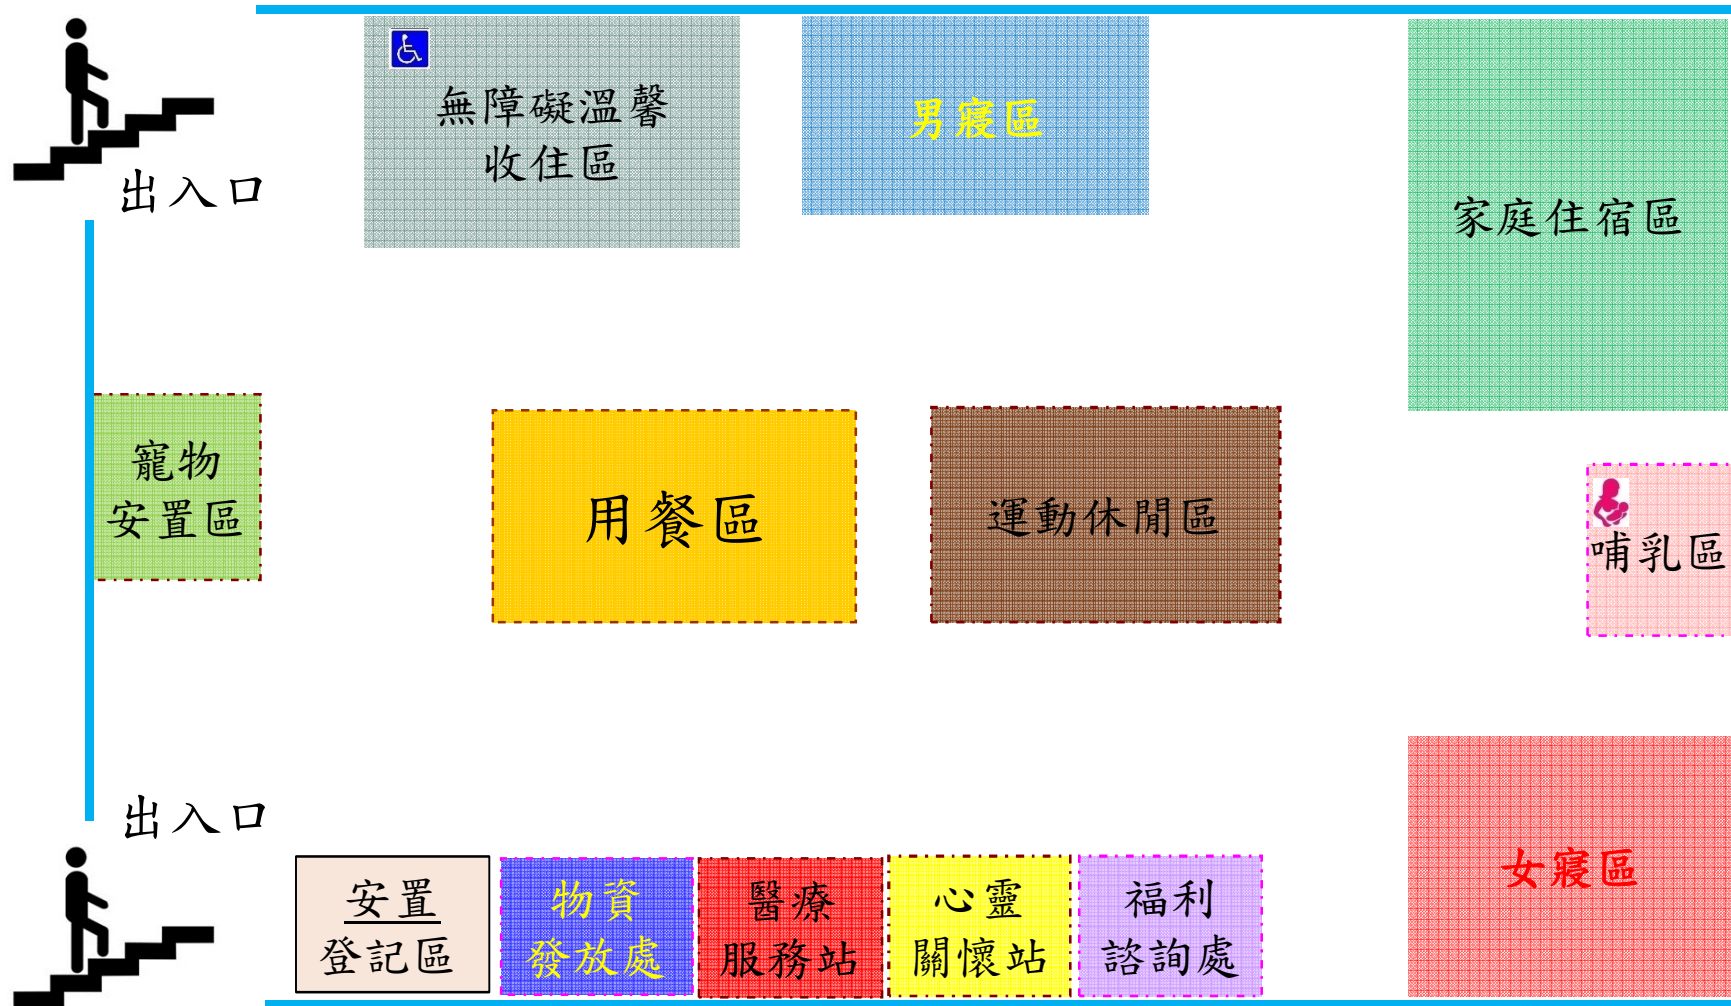 無障礙溫馨
收住區
男寢區
家庭住宿區
出入口
寵物
安置區
用餐區
運動休閒區
哺乳區
出入口
安置
登記區
物資
發放處
醫療
服務站
心靈
關懷站
福利
諮詢處
女寢區